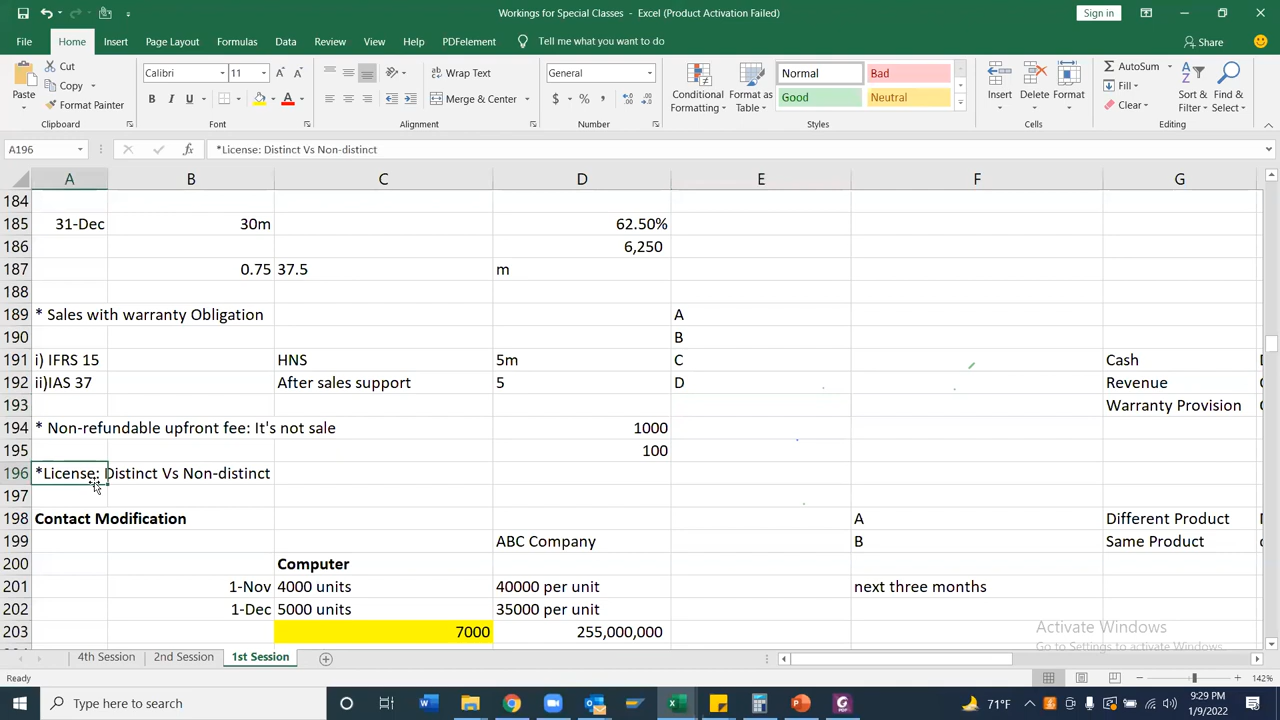 Workings for Special Classes - Excel (Product Activation Failed)
Sign in
File Home Insert Page Layout Formulas Data Review View Help PDFelement Tell me what you want to do Share
Paste Cut Copy Format Painter Clipboard
Calibri 11 B I U Font
Wrap Text Merge & Center Alignment
General $ % , Number
Conditional Formatting Format as Table Normal Bad Good Neutral Styles
Insert Delete Format Cells
AutoSum Fill Clear Sort & Filter Find & Select Editing
A196 fx *License: Distinct Vs Non-distinct
A B C D E F G
184
185 31-Dec 30m 62.50%
186 6,250
187 0.75 37.5 m
188
189 * Sales with warranty Obligation A
190 B
191 i) IFRS 15 HNS 5m C Cash
192 ii)IAS 37 After sales support 5 D Revenue
193 Warranty Provision
194 * Non-refundable upfront fee: It's not sale 1000
195 100
196 *License: Distinct Vs Non-distinct
197
198 Contact Modification A Different Product
199 ABC Company B Same Product
200 Computer
201 1-Nov 4000 units 40000 per unit next three months
202 1-Dec 5000 units 35000 per unit
203 7000 255,000,000
Activate Windows
Go to Settings to activate Windows.
4th Session 2nd Session 1st Session
Ready 142%
Type here to search 71°F 9:29 PM
1/9/2022